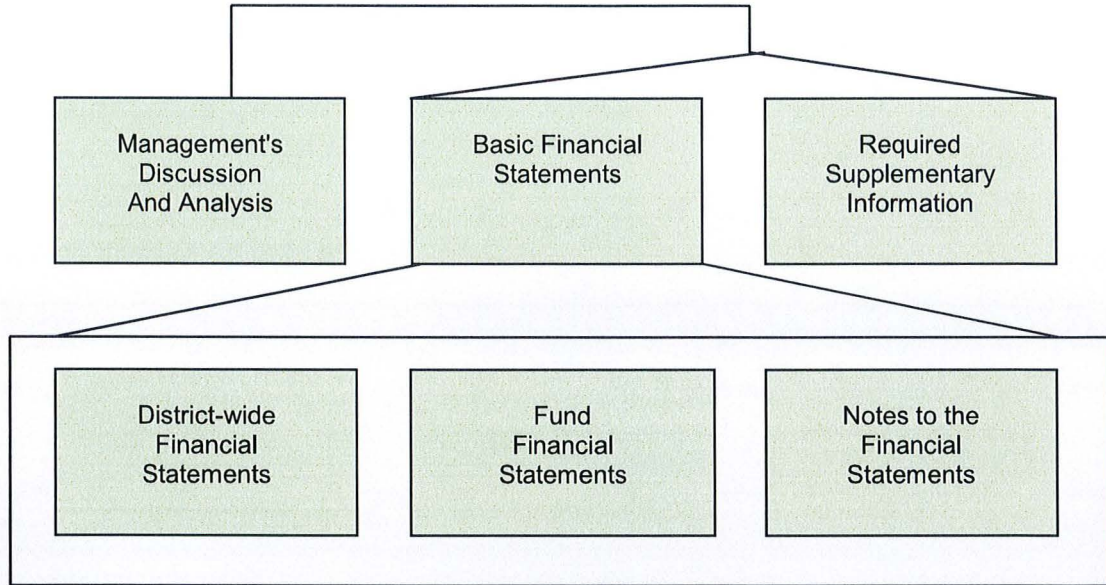 Management's
Discussion
And Analysis
Basic Financial
Statements
Required
Supplementary
Information
District-wide
Financial
Statements
Fund
Financial
Statements
Notes to the
Financial
Statements